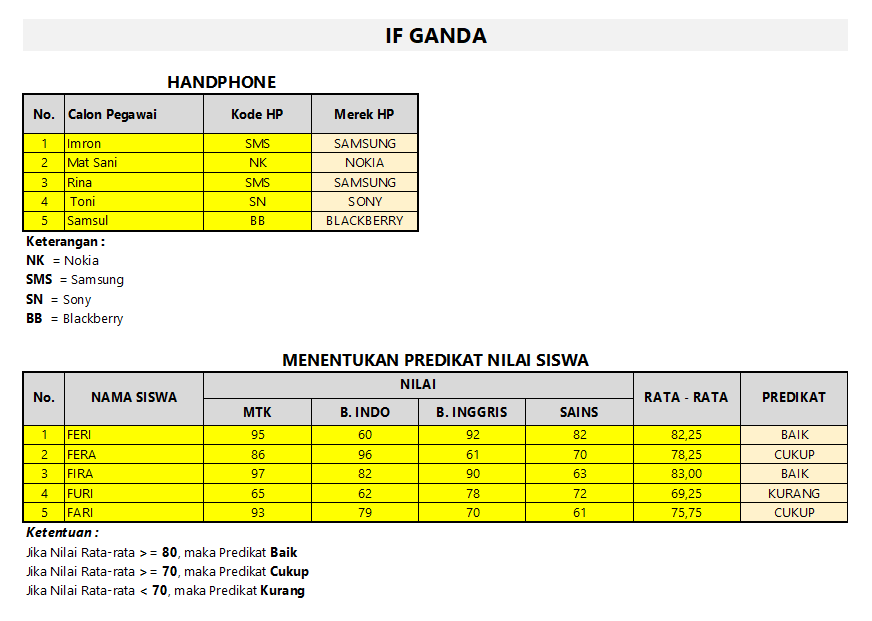 IF GANDA
HANDPHONE
No. Calon Pegawai Kode HP Merek HP
1 Imron SMS SAMSUNG
2 Mat Sani NK NOKIA
3 Rina SMS SAMSUNG
4 Toni SN SONY
5 Samsul BB BLACKBERRY
Keterangan :
NK = Nokia
SMS = Samsung
SN = Sony
BB = Blackberry
MENENTUKAN PREDIKAT NILAI SISWA
No. NAMA SISWA NILAI RATA - RATA PREDIKAT
MTK B. INDO B. INGGRIS SAINS
1 FERI 95 60 92 82 82,25 BAIK
2 FERA 86 96 61 70 78,25 CUKUP
3 FIRA 97 82 90 63 83,00 BAIK
4 FURI 65 62 78 72 69,25 KURANG
5 FARI 93 79 70 61 75,75 CUKUP
Ketentuan :
Jika Nilai Rata-rata >= 80, maka Predikat Baik
Jika Nilai Rata-rata >= 70, maka Predikat Cukup
Jika Nilai Rata-rata < 70, maka Predikat Kurang